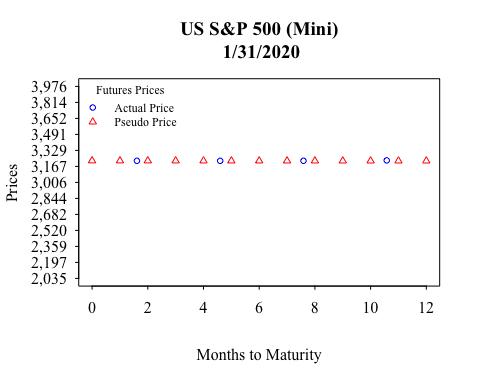 US S&P 500 (Mini)
1/31/2020
Futures Prices
Actual Price
Pseudo Price
Prices
3,976
3,814
3,652
3,491
3,329
3,167
3,006
2,844
2,682
2,520
2,359
2,197
2,035
0 2 4 6 8 10 12
Months to Maturity